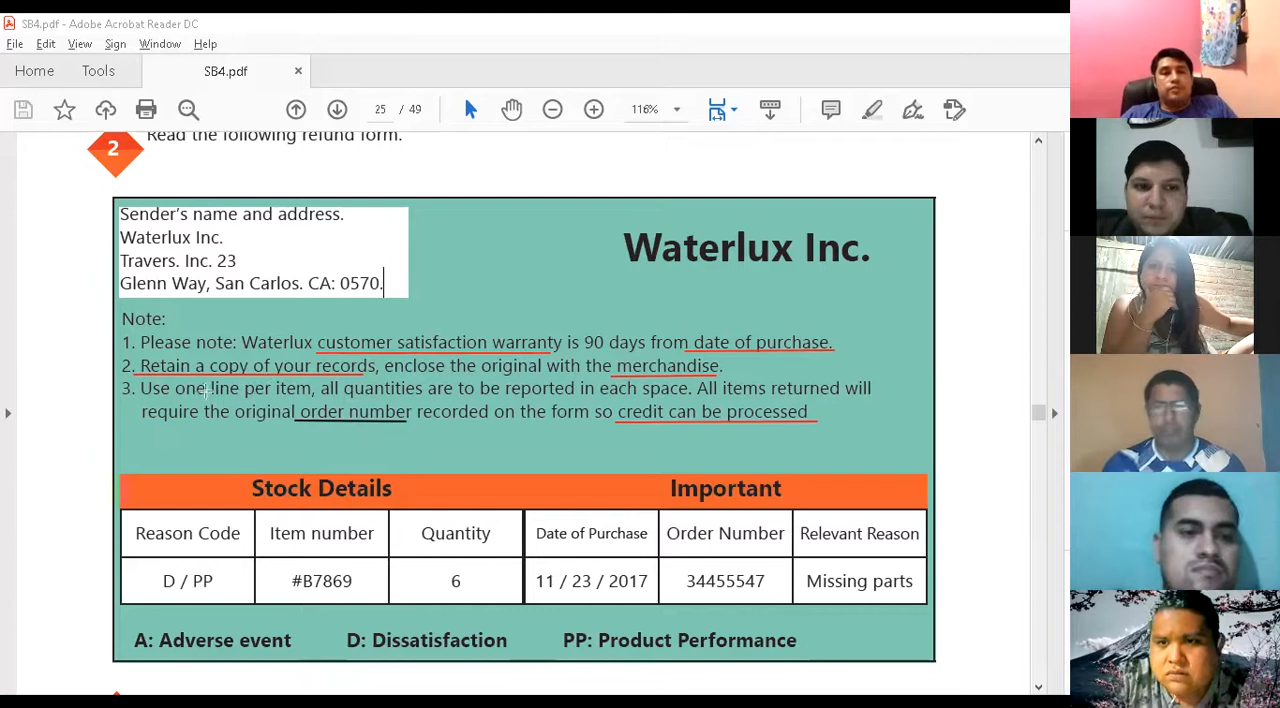 SB4.pdf - Adobe Acrobat Reader DC
File Edit View Sign Window Help
Home Tools SB4.pdf ×
25 / 49 116%
2 Read the following refund form.
Sender's name and address.
Waterlux Inc.
Travers. Inc. 23
Glenn Way, San Carlos. CA: 0570.
Waterlux Inc.
Note:
1. Please note: Waterlux customer satisfaction warranty is 90 days from date of purchase.
2. Retain a copy of your records, enclose the original with the merchandise.
3. Use one line per item, all quantities are to be reported in each space. All items returned will
require the original order number recorded on the form so credit can be processed
Stock Details Important
Reason Code Item number Quantity Date of Purchase Order Number Relevant Reason
D / PP #B7869 6 11 / 23 / 2017 34455547 Missing parts
A: Adverse event D: Dissatisfaction PP: Product Performance